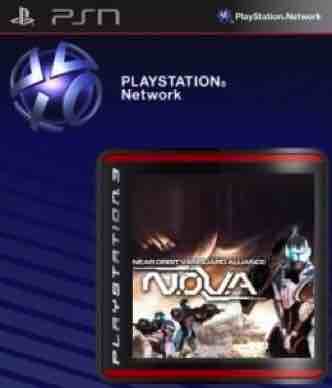 PSN
PlayStation®Network
PLAYSTATION®
Network
PLAYSTATION 3
NEAR ORBIT VANGUARD ALLIANCE
N.O.V.A